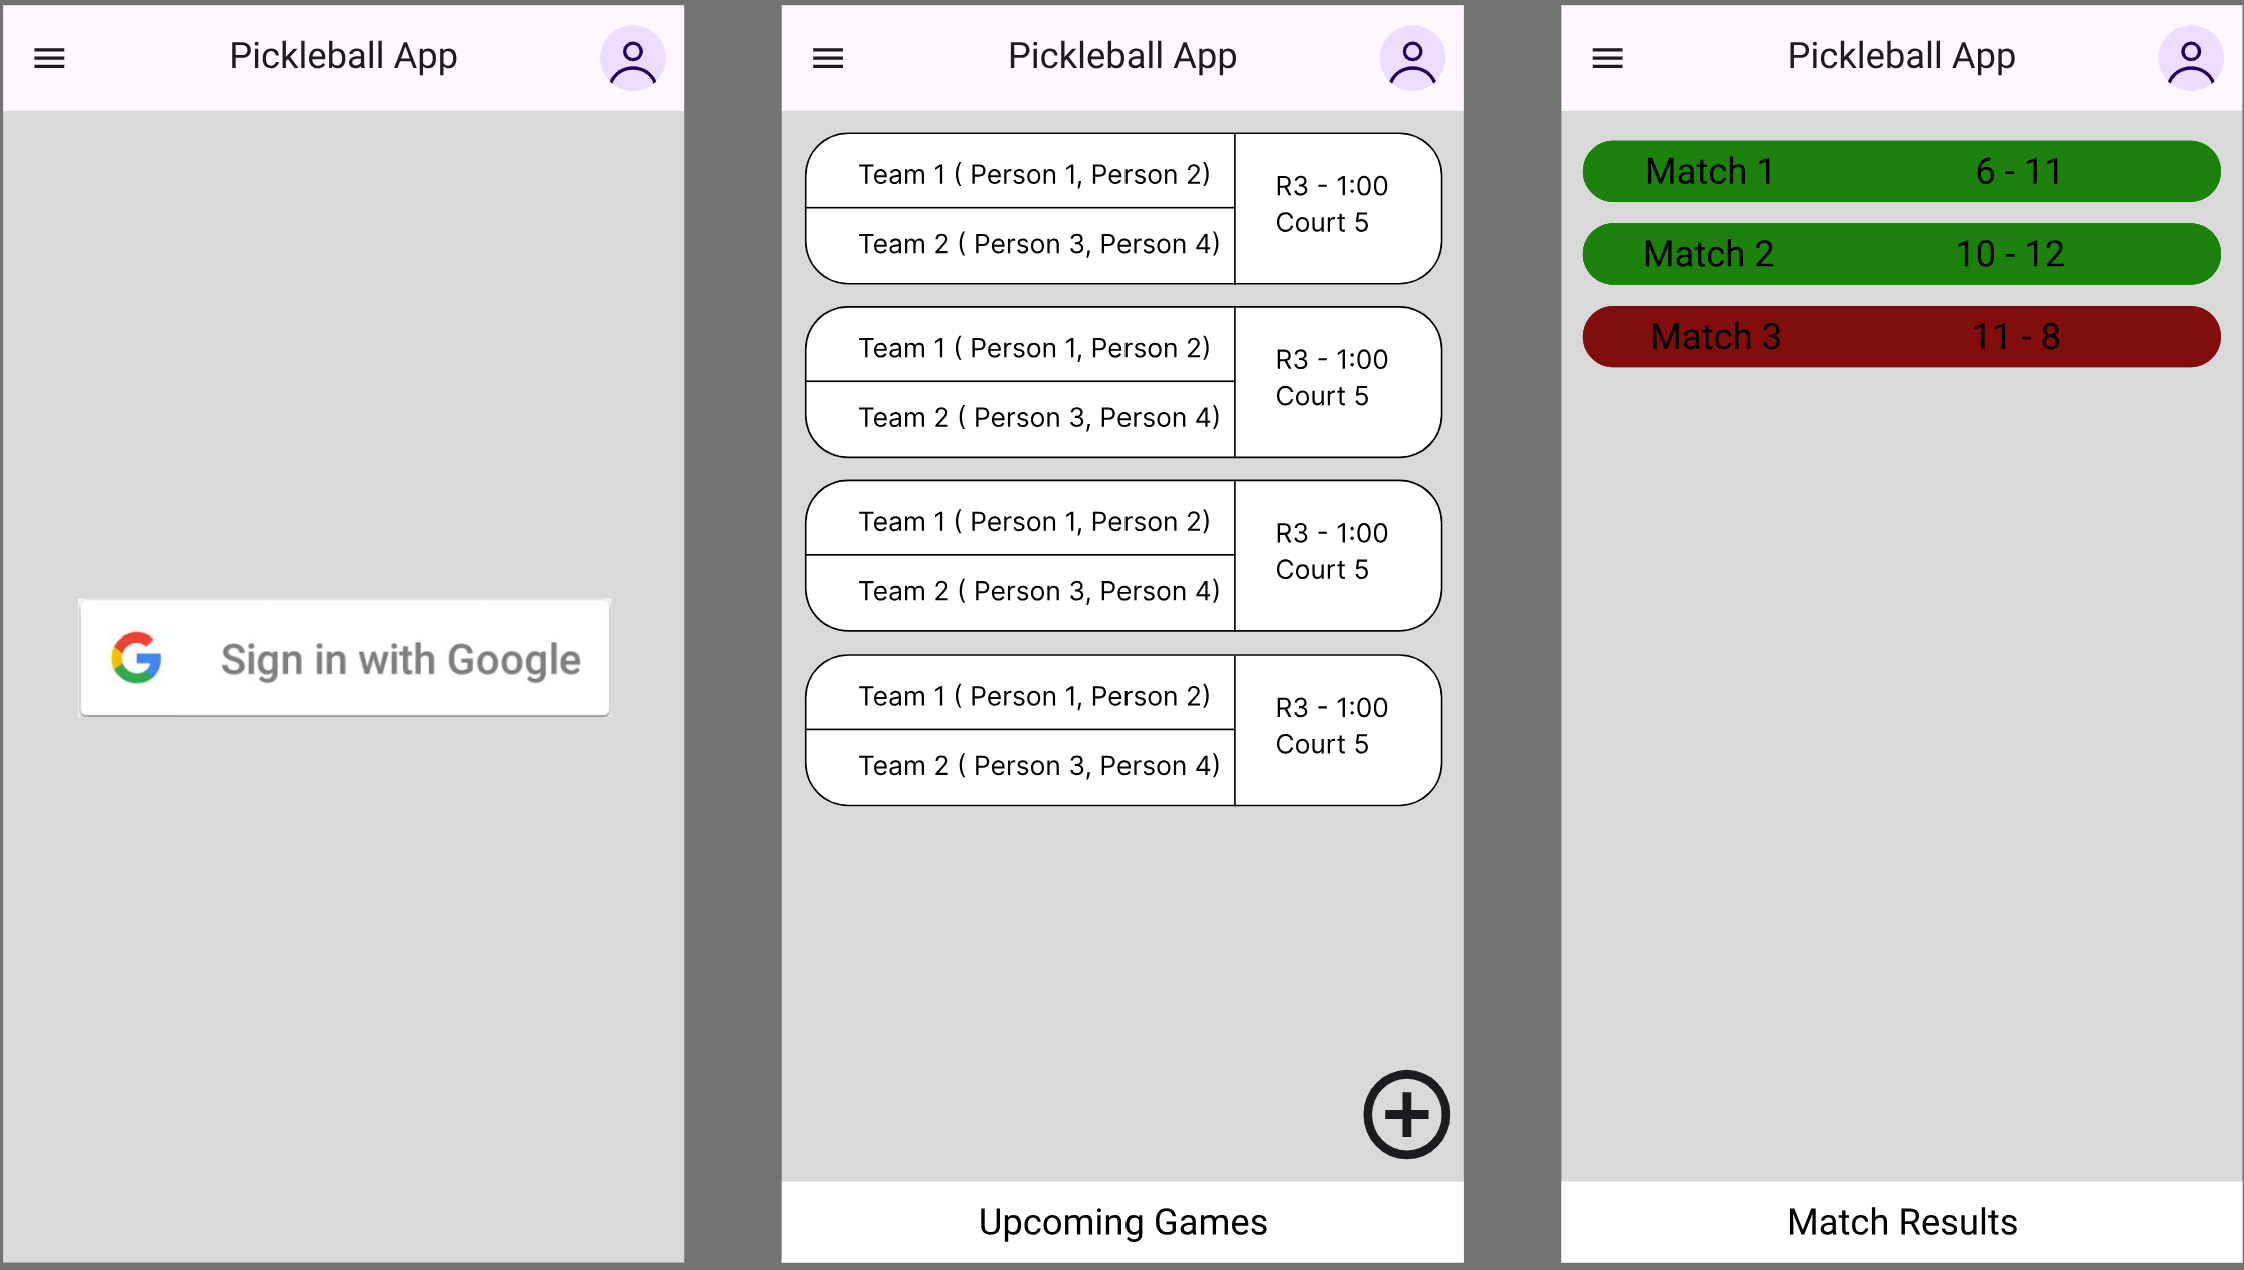 Pickleball App
Sign in with Google
Pickleball App
Team 1 ( Person 1, Person 2)
Team 2 ( Person 3, Person 4)
R3 - 1:00
Court 5
Team 1 ( Person 1, Person 2)
Team 2 ( Person 3, Person 4)
R3 - 1:00
Court 5
Team 1 ( Person 1, Person 2)
Team 2 ( Person 3, Person 4)
R3 - 1:00
Court 5
Team 1 ( Person 1, Person 2)
Team 2 ( Person 3, Person 4)
R3 - 1:00
Court 5
Upcoming Games
Pickleball App
Match 1 6 - 11
Match 2 10 - 12
Match 3 11 - 8
Match Results